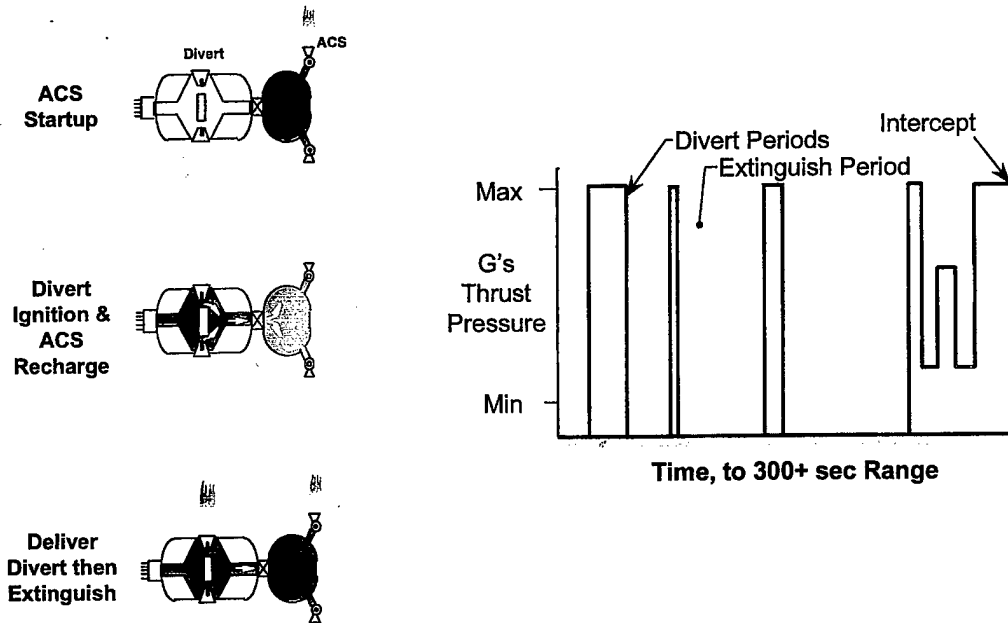 Divert
ACS
ACS
Startup
Divert
Ignition &
ACS
Recharge
Deliver
Divert then
Extinguish
Intercept
Divert Periods
Extinguish Period
Max
G's
Thrust
Pressure
Min
Time, to 300+ sec Range